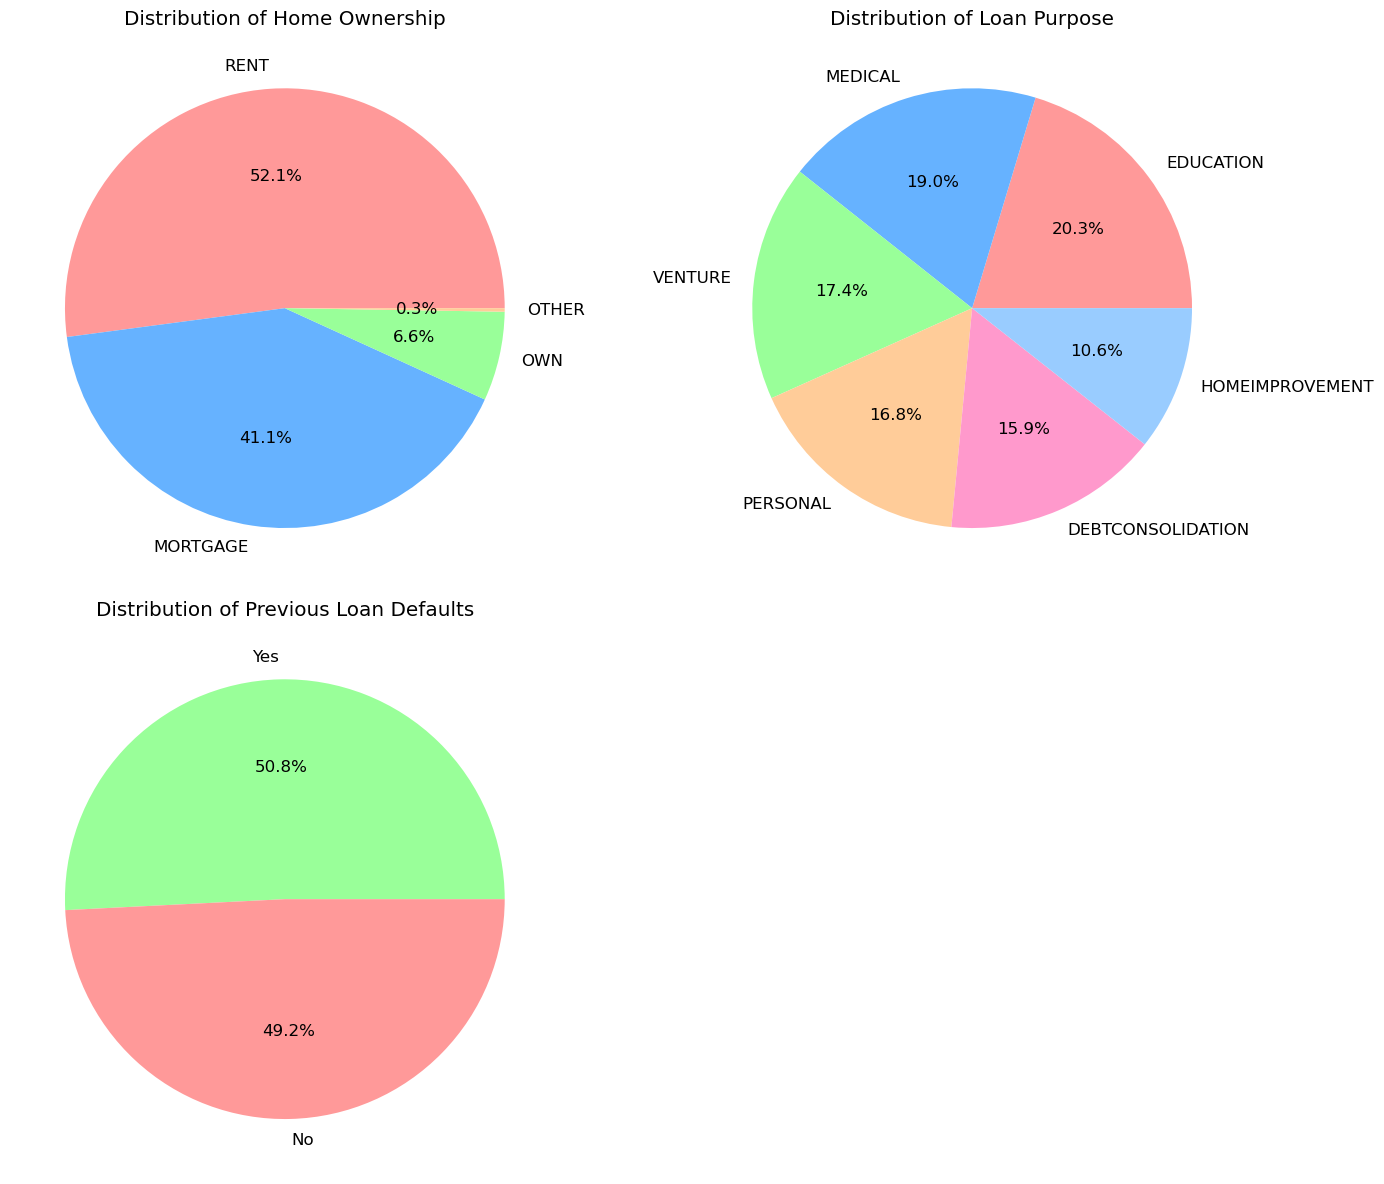 Distribution of Home Ownership
RENT
52.1%
0.3%
OTHER
6.6%
OWN
41.1%
MORTGAGE
Distribution of Loan Purpose
MEDICAL
EDUCATION
19.0%
20.3%
VENTURE
17.4%
10.6%
HOMEIMPROVEMENT
16.8%
15.9%
PERSONAL
DEBTCONSOLIDATION
Distribution of Previous Loan Defaults
Yes
50.8%
49.2%
No